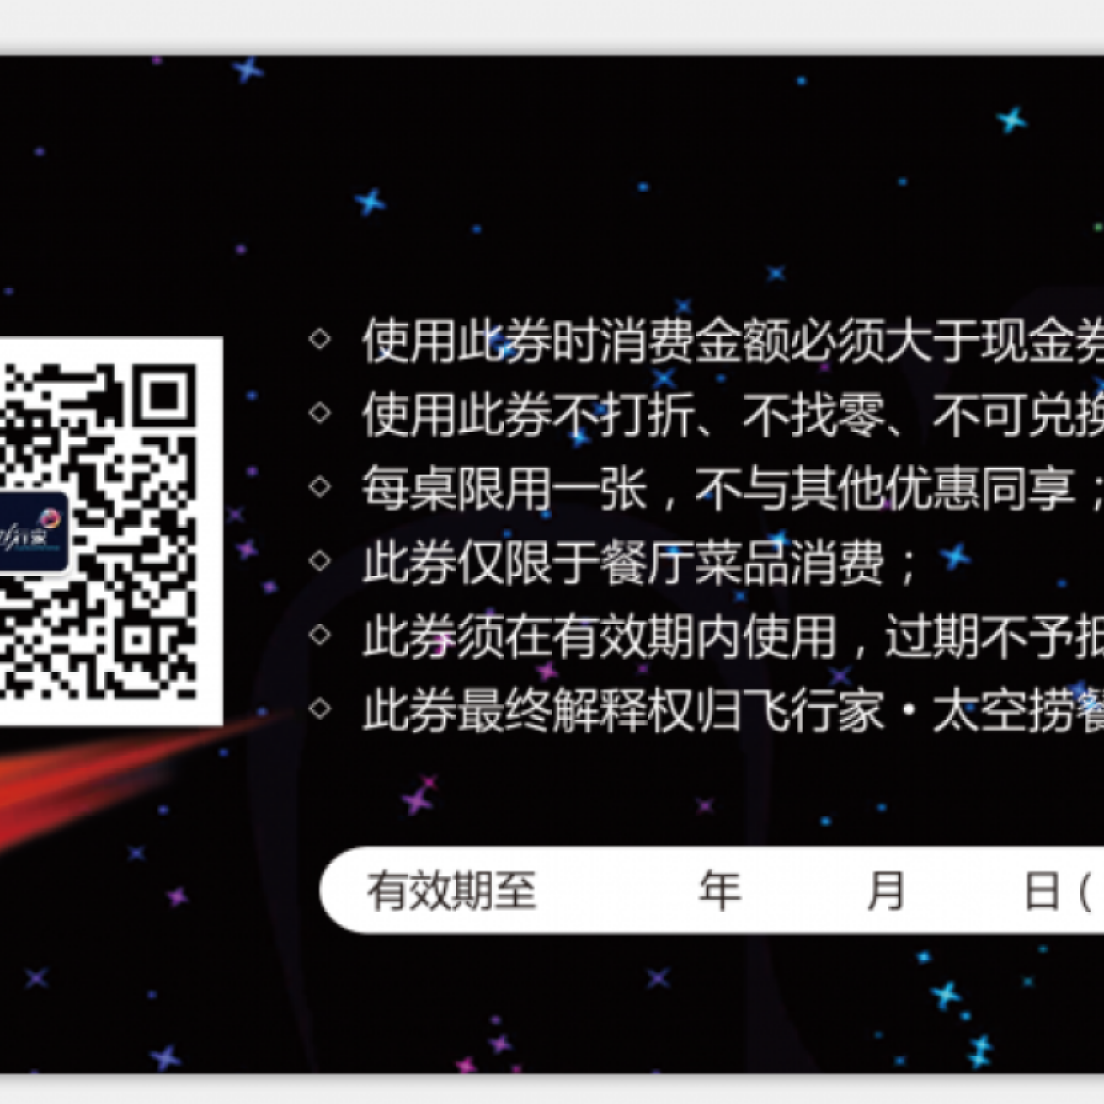 使用此券时消费金额必须大于现金券
使用此券不打折、不找零、不可兑换
每桌限用一张，不与其他优惠同享；
此券仅限于餐厅菜品消费；
此券须在有效期内使用，过期不予抵
此券最终解释权归飞行家·太空捞餐
行家
有效期至 年 月 日（